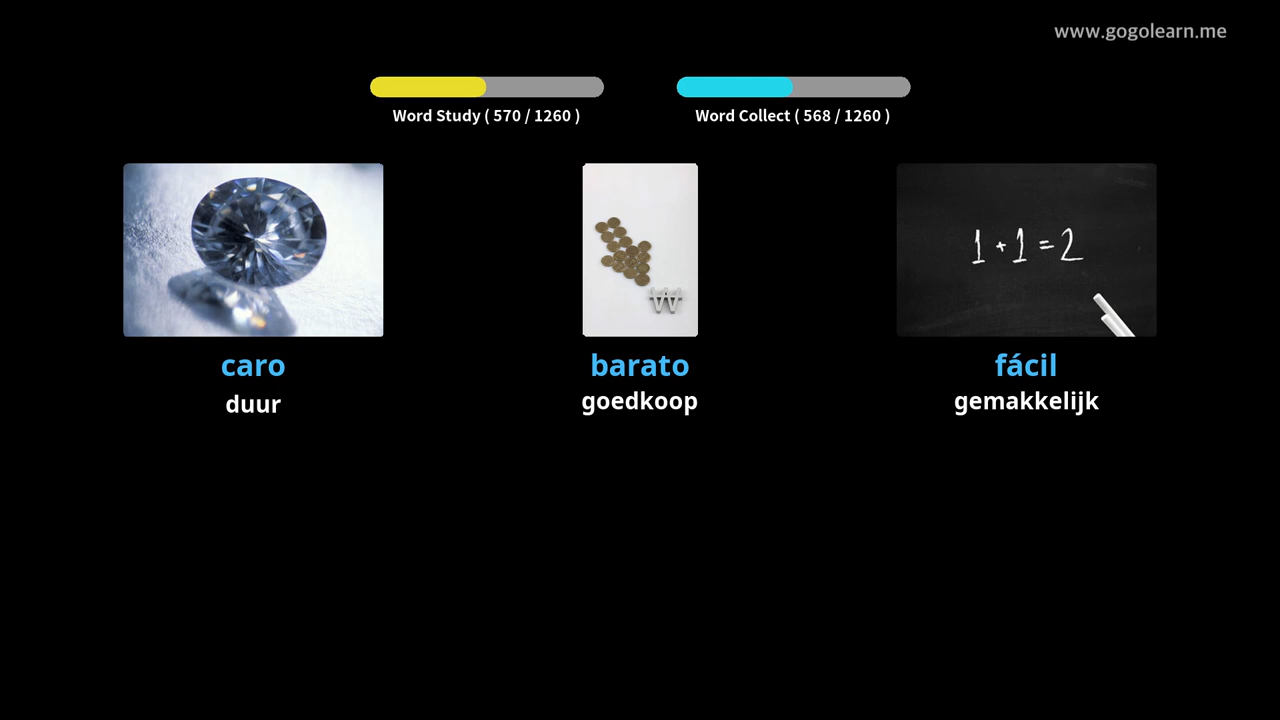 www.gogolearn.me
Word Study ( 570 / 1260 )
Word Collect ( 568 / 1260 )
₩
1 + 1 = 2
caro
barato
fácil
duur
goedkoop
gemakkelijk